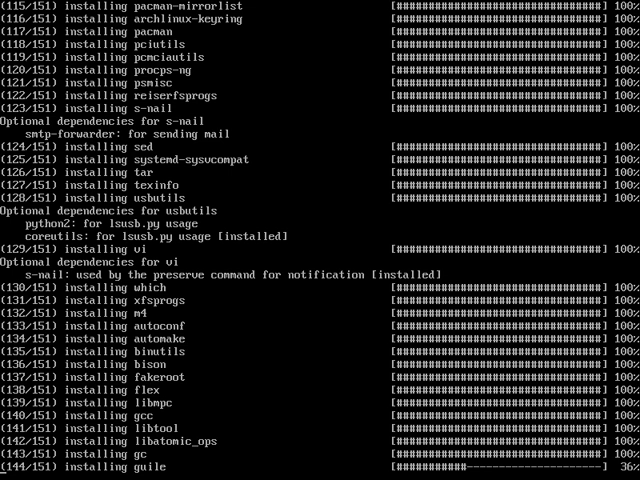 (115/151) installing pacman-mirrorlist [######################] 100%
(116/151) installing archlinux-keyring [######################] 100%
(117/151) installing pacman [######################] 100%
(118/151) installing pciutils [######################] 100%
(119/151) installing pcmciautils [######################] 100%
(120/151) installing procps-ng [######################] 100%
(121/151) installing psmisc [######################] 100%
(122/151) installing reiserfsprogs [######################] 100%
(123/151) installing s-nail [######################] 100%
Optional dependencies for s-nail
smtp-forwarder: for sending mail
(124/151) installing sed [######################] 100%
(125/151) installing systemd-sysvcompat [######################] 100%
(126/151) installing tar [######################] 100%
(127/151) installing texinfo [######################] 100%
(128/151) installing usbutils [######################] 100%
Optional dependencies for usbutils
python2: for lsusb.py usage
coreutils: for lsusb.py usage [installed]
(129/151) installing vi [######################] 100%
Optional dependencies for vi
s-nail: used by the preserve command for notification [installed]
(130/151) installing which [######################] 100%
(131/151) installing xfsprogs [######################] 100%
(132/151) installing m4 [######################] 100%
(133/151) installing autoconf [######################] 100%
(134/151) installing automake [######################] 100%
(135/151) installing binutils [######################] 100%
(136/151) installing bison [######################] 100%
(137/151) installing fakeroot [######################] 100%
(138/151) installing flex [######################] 100%
(139/151) installing libmpc [######################] 100%
(140/151) installing gcc [######################] 100%
(141/151) installing libtool [######################] 100%
(142/151) installing libatomic_ops [######################] 100%
(143/151) installing gc [######################] 100%
(144/151) installing guile [###########---------------------] 36%